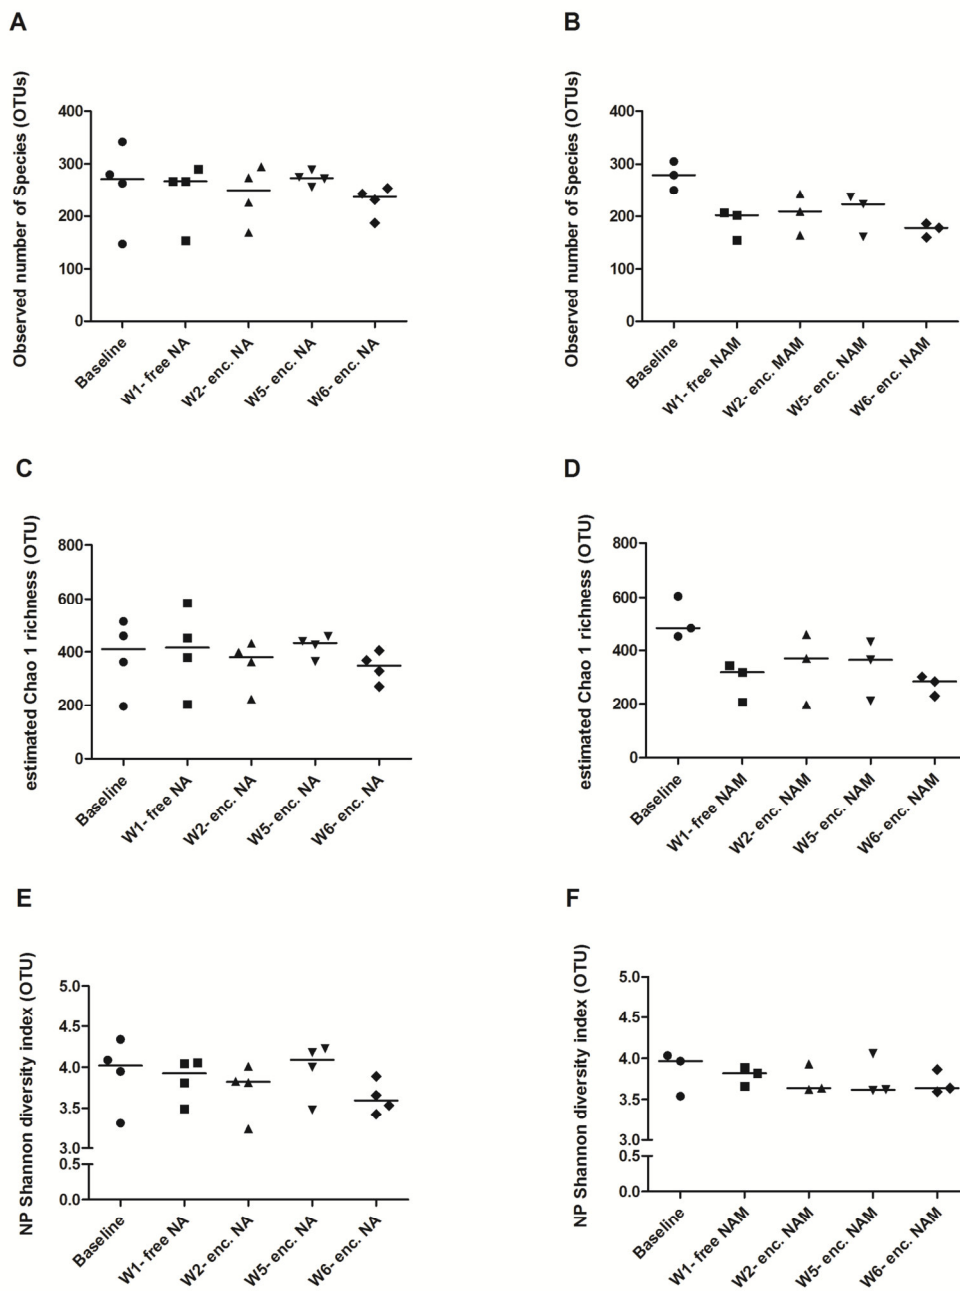 A
Observed number of Species (OTUs)
400
300
200
100
0
Baseline
W1- free NA
W2- enc. NA
W5- enc. NA
W6- enc. NA
B
Observed number of Species (OTUs)
400
300
200
100
0
Baseline
W1- free NAM
W2- enc. MAM
W5- enc. NAM
W6- enc. NAM
C
estimated Chao 1 richness (OTU)
800
600
400
200
0
Baseline
W1- free NA
W2- enc. NA
W5- enc. NA
W6- enc. NA
D
estimated Chao 1 richness (OTU)
800
600
400
200
0
Baseline
W1- free NAM
W2- enc. NAM
W5- enc. NAM
W6- enc. NAM
E
NP Shannon diversity index (OTU)
5.0
4.5
4.0
3.5
3.0
0.5
0.0
Baseline
W1- free NA
W2- enc. NA
W5- enc. NA
W6- enc. NA
F
NP Shannon diversity index (OTU)
5.0
4.5
4.0
3.5
3.0
0.5
0.0
Baseline
W1- free NAM
W2- enc. NAM
W5- enc. NAM
W6- enc. NAM